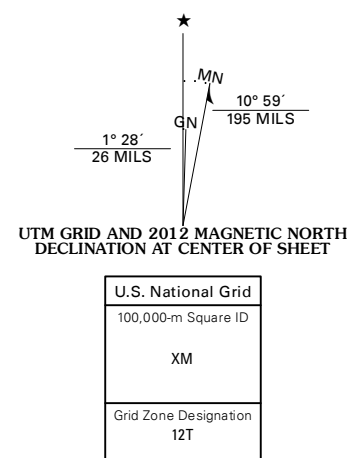 ★
MN
GN
10° 59´
195 MILS
1° 28´
26 MILS
UTM GRID AND 2012 MAGNETIC NORTH
DECLINATION AT CENTER OF SHEET
U.S. National Grid
100,000-m Square ID
XM
Grid Zone Designation
12T